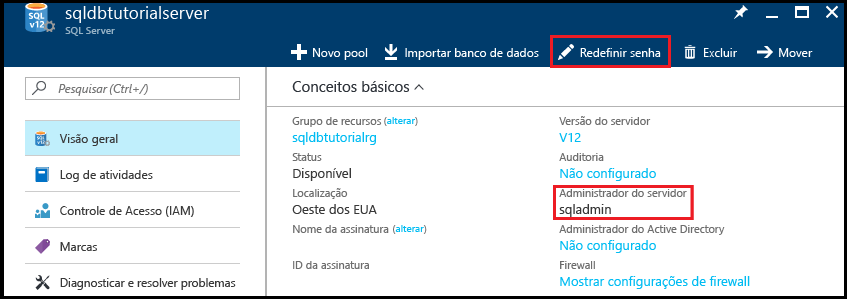 sqldbtutorialserver
SQL Server
SQL
v12
Novo pool
Importar banco de dados
Redefinir senha
Excluir
Mover
Pesquisar (Ctrl+/)
Visão geral
Log de atividades
Controle de Acesso (IAM)
Marcas
Diagnosticar e resolver problemas
Conceitos básicos
Grupo de recursos (alterar)
sqldbtutorialrg
Status
Disponível
Localização
Oeste dos EUA
Nome da assinatura (alterar)
ID da assinatura
Versão do servidor
V12
Auditoria
Não configurado
Administrador do servidor
sqladmin
Administrador do Active Directory
Não configurado
Firewall
Mostrar configurações de firewall